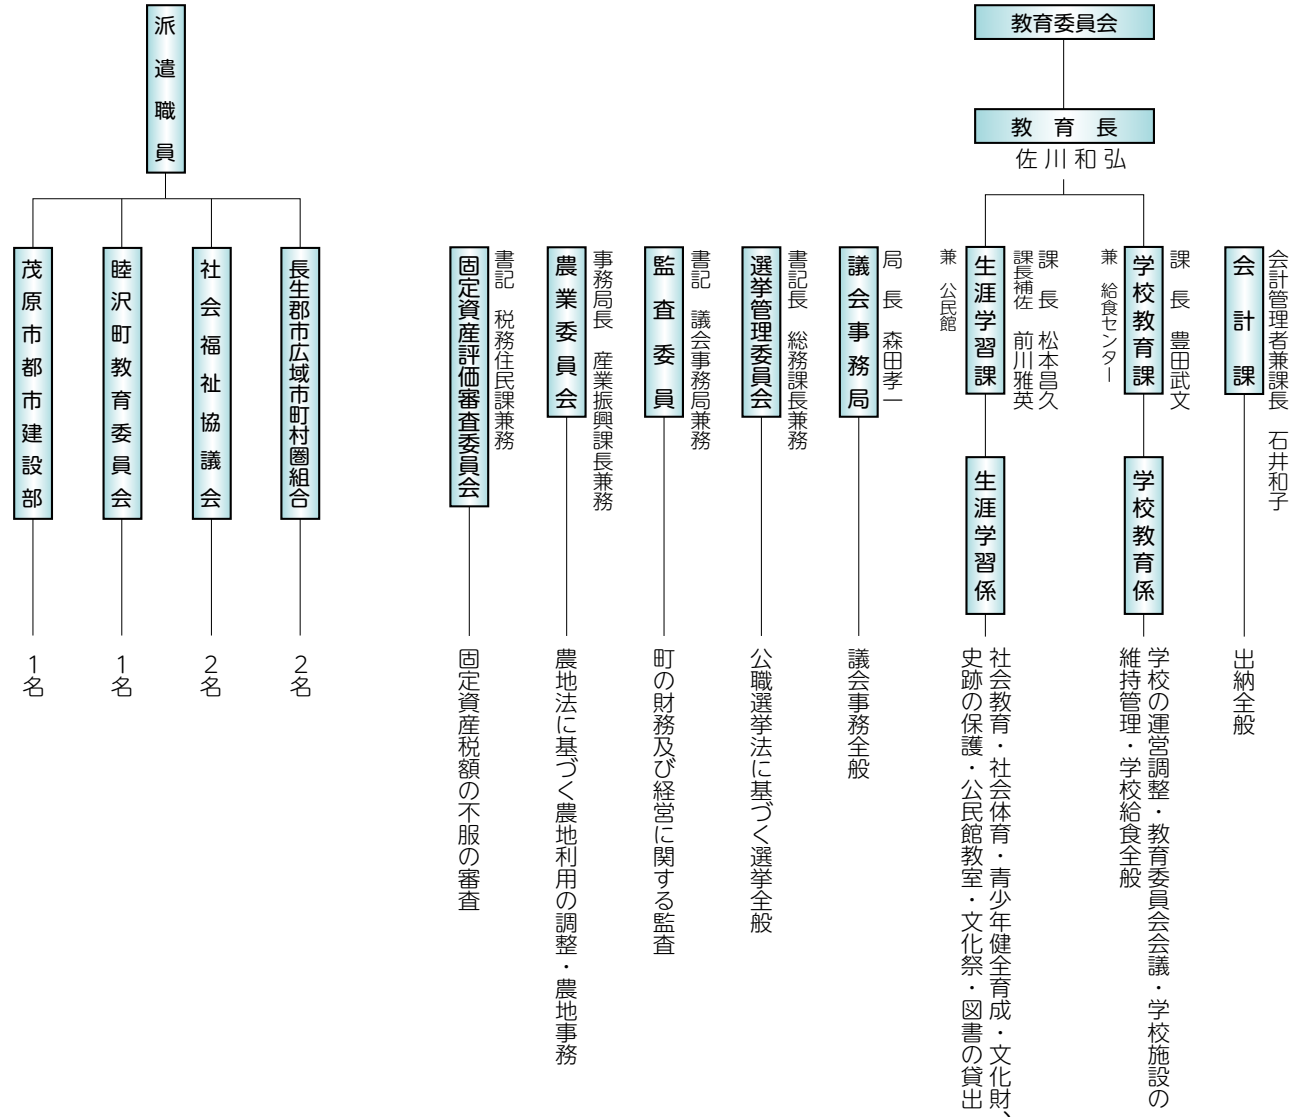 教育委員会
教育長
佐川和弘
会計課
会計管理者兼課長　石井和子
出納全般
学校教育課
課　長　豊田武文
兼　給食センター
学校教育係
学校の運営調整・教育委員会会議・学校施設の
維持管理・学校給食全般
生涯学習課
課　長　松本昌久
課長補佐　前川雅英
兼　公民館
生涯学習係
社会教育・社会体育・青少年健全育成・文化財、
史跡の保護・公民館教室・文化祭・図書の貸出
議会事務局
局　長　森田孝一
議会事務全般
選挙管理委員会
書記長　総務課長兼務
公職選挙法に基づく選挙全般
監査委員
書記　議会事務局兼務
町の財務及び経営に関する監査
農業委員会
事務局長　産業振興課長兼務
農地法に基づく農地利用の調整・農地事務
固定資産評価審査委員会
書記　税務住民課兼務
固定資産税額の不服の審査
派遣職員
長生郡市広域市町村圏組合
2名
社会福祉協議会
2名
睦沢町教育委員会
1名
茂原市都市建設部
1名